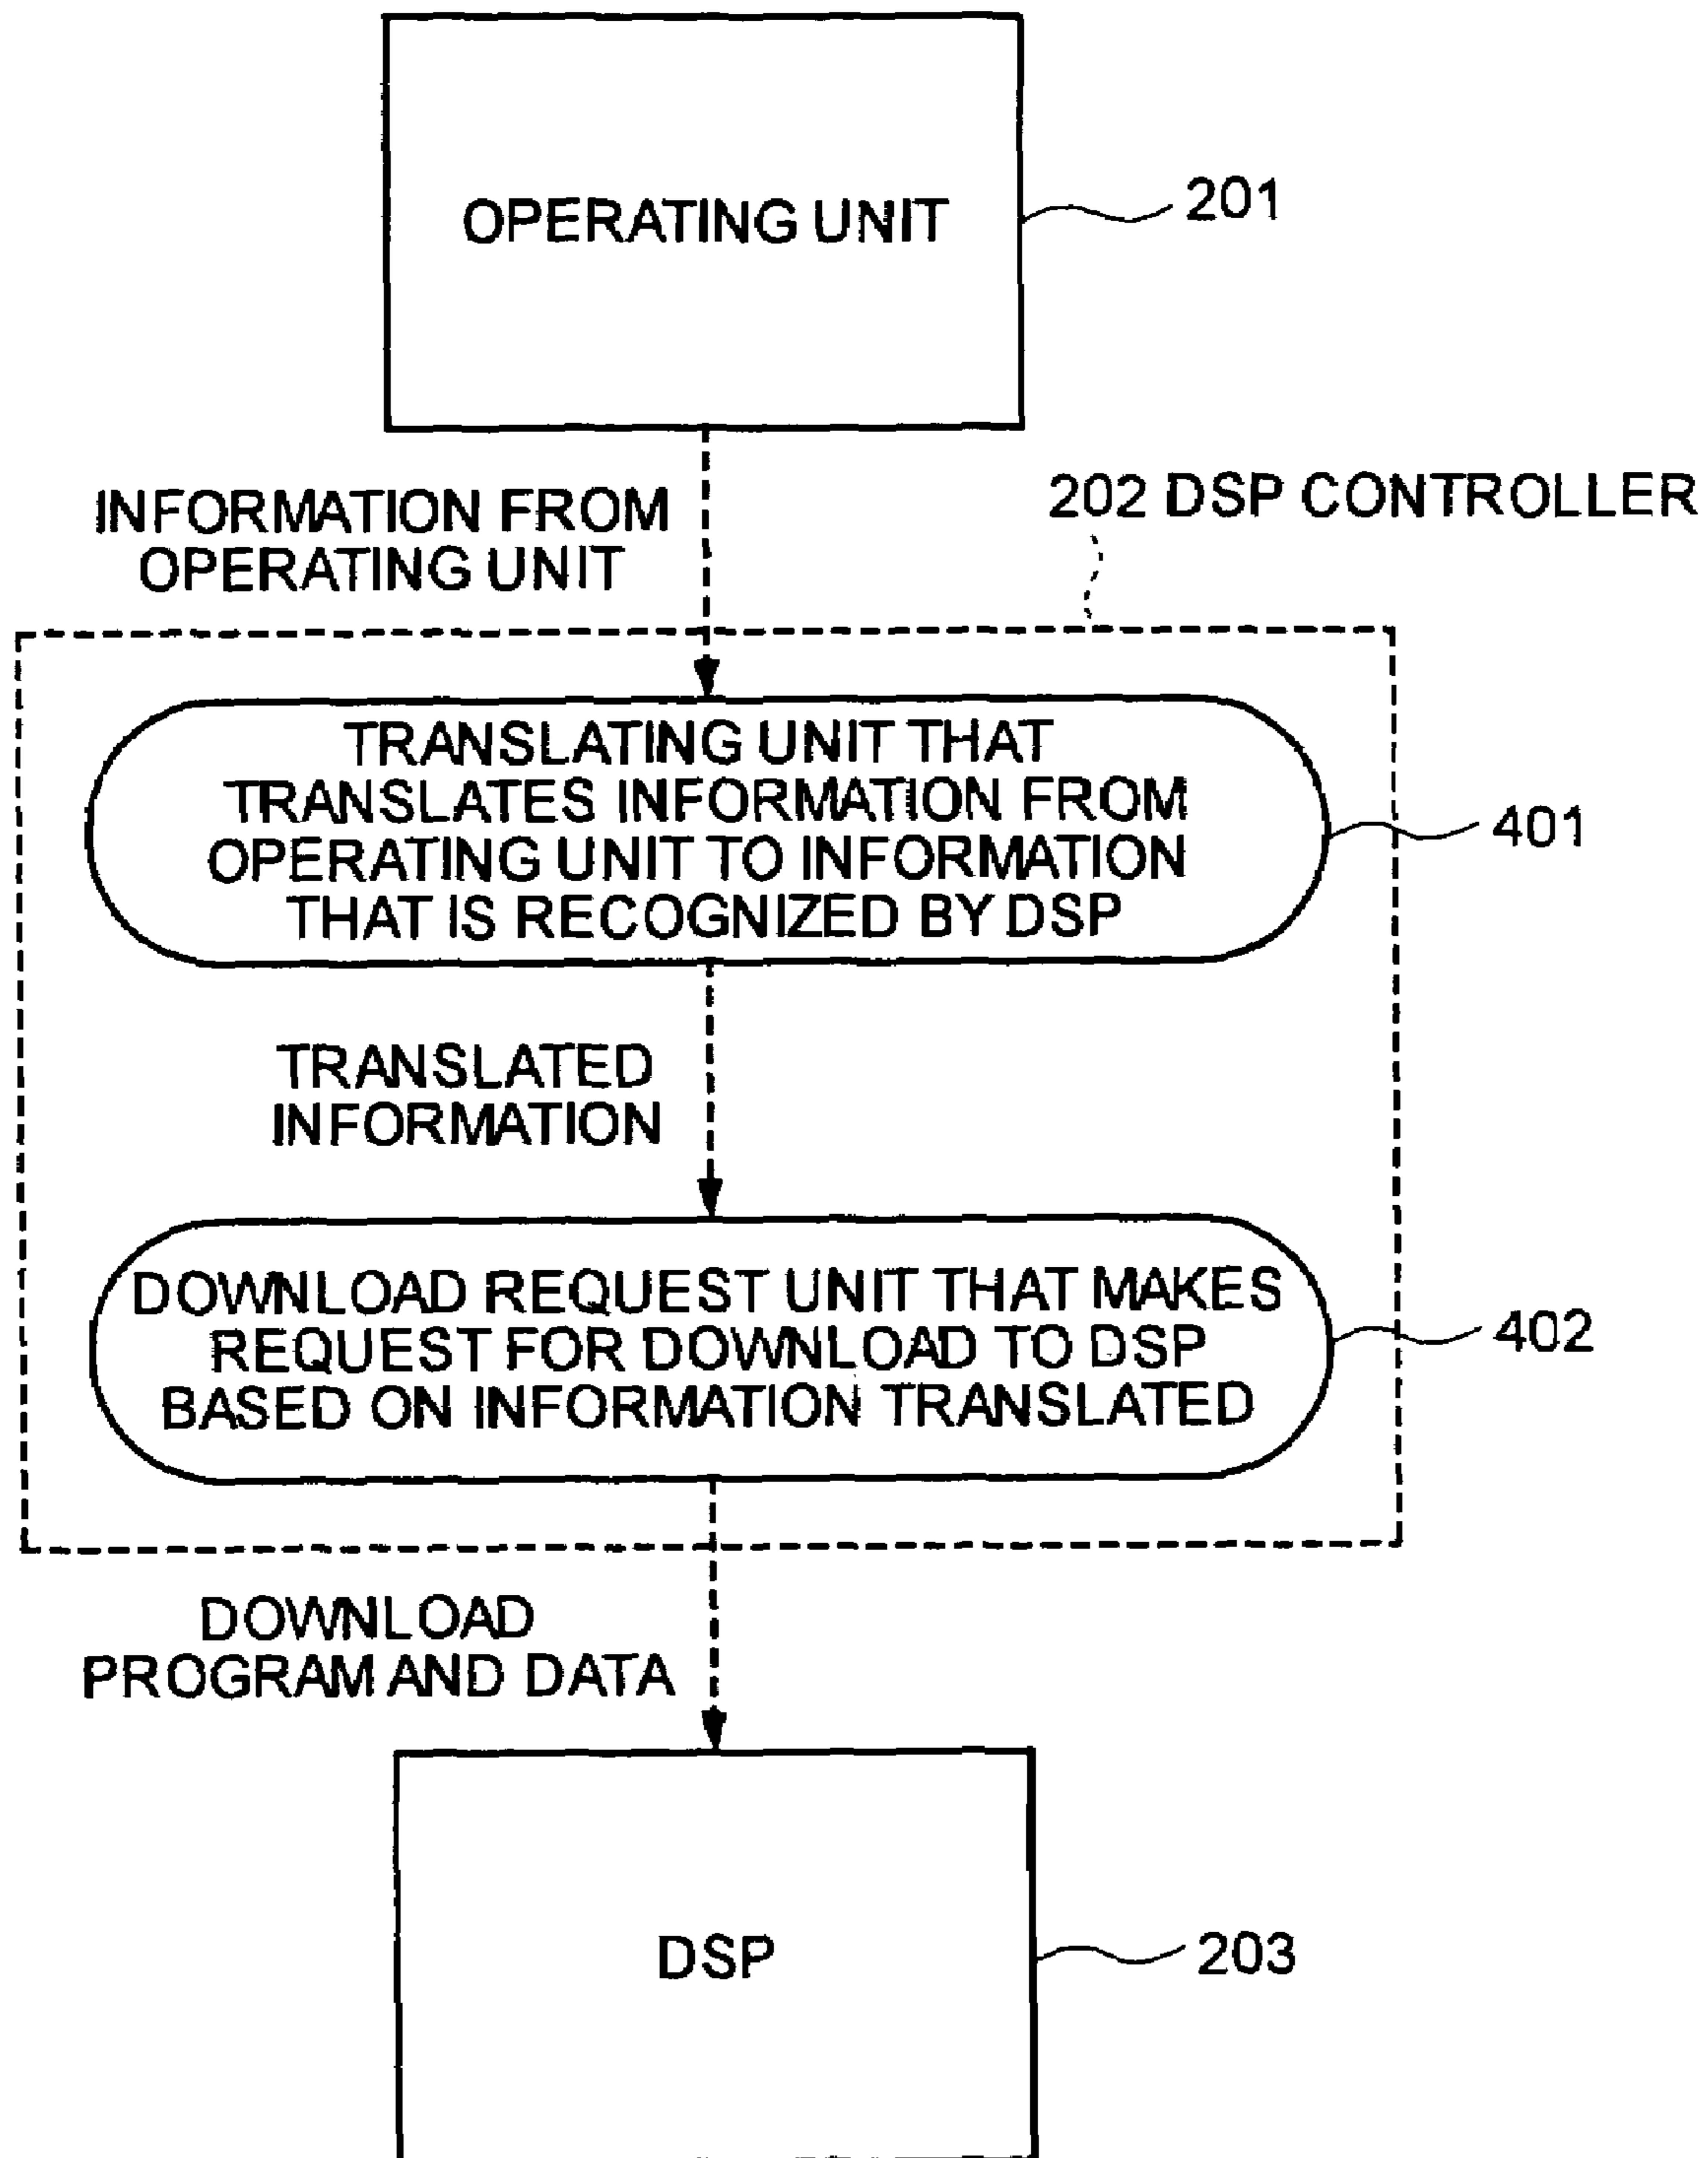 OPERATING UNIT
201
INFORMATION FROM
OPERATING UNIT
202 DSP CONTROLLER
TRANSLATING UNIT THAT
TRANSLATES INFORMATION FROM
OPERATING UNIT TO INFORMATION
THAT IS RECOGNIZED BY DSP
401
TRANSLATED
INFORMATION
DOWNLOAD REQUEST UNIT THAT MAKES
REQUEST FOR DOWNLOAD TO DSP
BASED ON INFORMATION TRANSLATED
402
DOWNLOAD
PROGRAM AND DATA
DSP
203